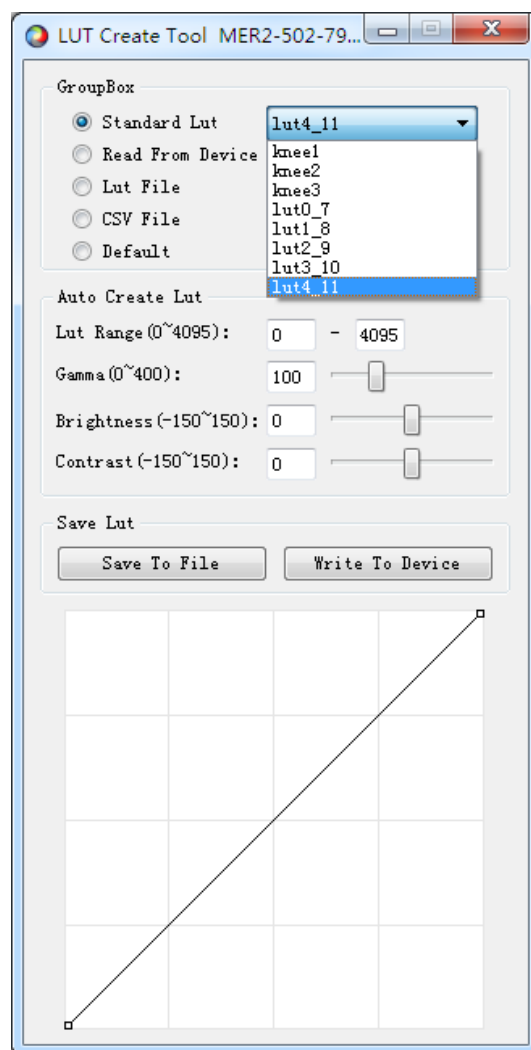 LUT Create Tool MER2-502-79...
GroupBox
Standard Lut
lut4_11
Read From Device
knee1
knee2
Lut File
knee3
lut0_7
CSV File
lut1_8
lut2_9
Default
lut3_10
lut4_11
Auto Create Lut
Lut Range(0~4095): 0 - 4095
Gamma(0~400): 100
Brightness(-150~150): 0
Contrast(-150~150): 0
Save Lut
Save To File
Write To Device